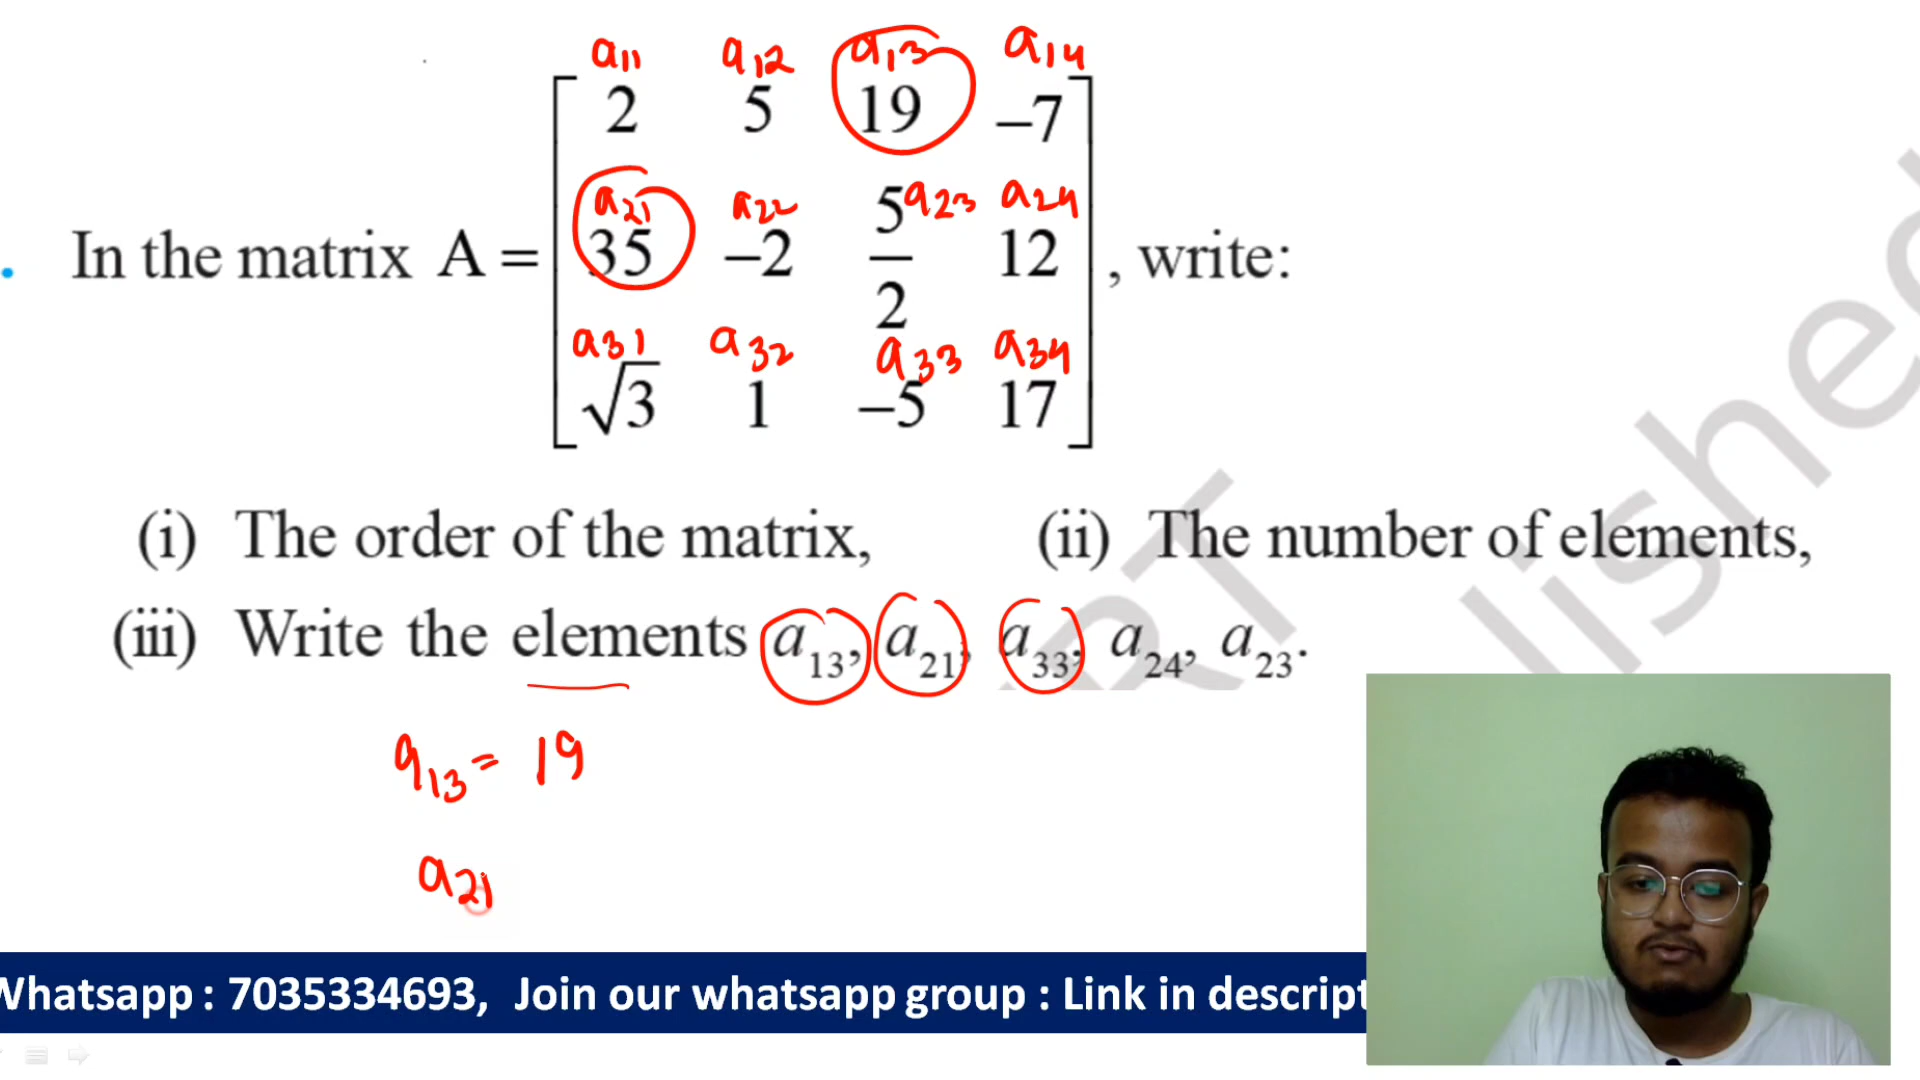 a11 a12 a13 a14
2 5 19 –7
a21 a22 a23 a24
In the matrix A = 35 –2 5/2 12 , write:
a31 a32 a33 a34
√3 1 –5 17
(i) The order of the matrix, (ii) The number of elements,
(iii) Write the elements a13, a21, a33, a24, a23.
a13 = 19
a21
Whatsapp : 7035334693, Join our whatsapp group : Link in descript
lished